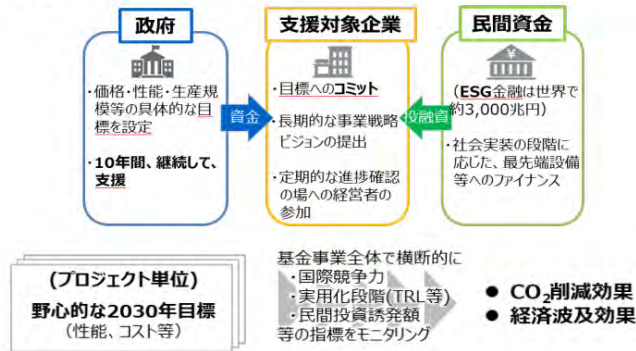 政府
・価格・性能・生産規
模等の具体的な目
標を設定
・10年間、継続して、
支援
資金
支援対象企業
・目標へのコミット
・長期的な事業戦略
ビジョンの提出
・定期的な進捗確認
の場への経営者の
参加
投融資
民間資金
（ESG金融は世界で
約3,000兆円）
・社会実装の段階に
応じた、最先端設備
等へのファイナンス
(プロジェクト単位)
野心的な2030年目標
（性能、コスト等）
基金事業全体で横断的に
・国際競争力
・実用化段階(TRL等)
・民間投資誘発額
等の指標をモニタリング
● CO₂削減効果
● 経済波及効果